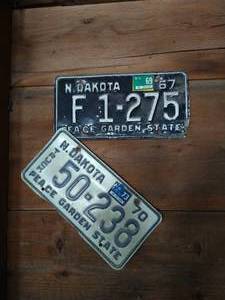 N. DAKOTA 67
69
F 1-275
PEACE GARDEN STATE
N. DAKOTA 70
50-238
PEACE GARDEN STATE